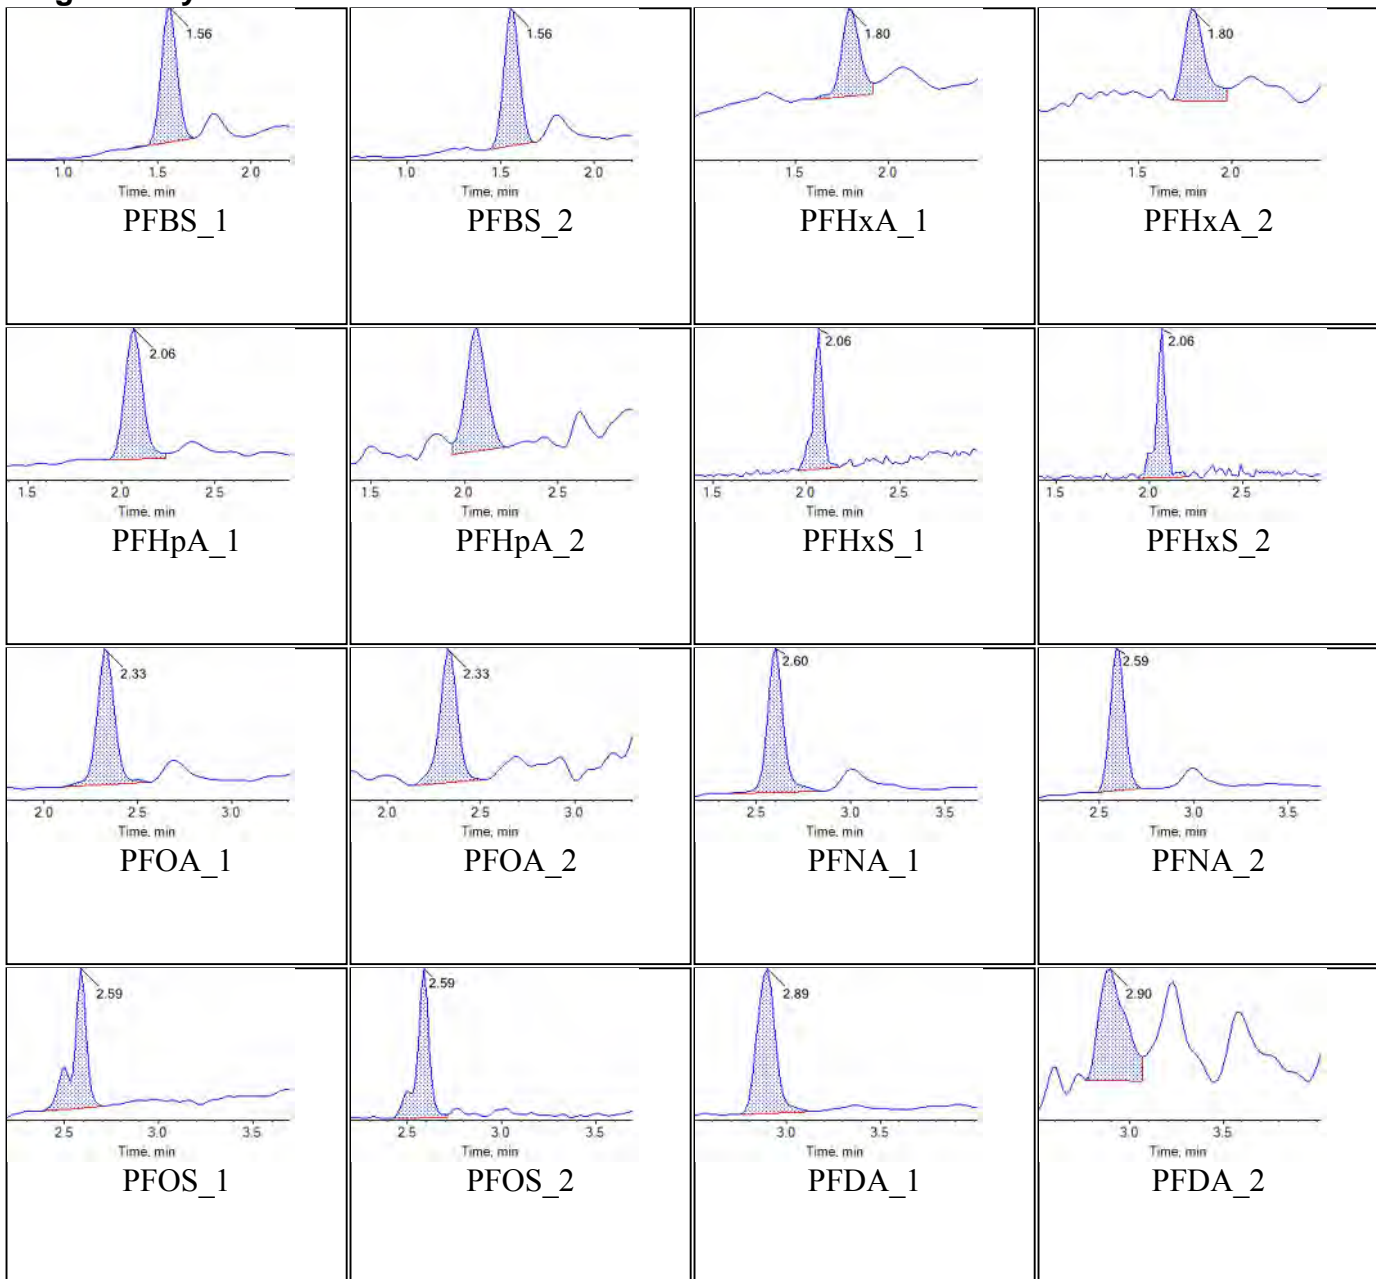 1.56 1.56 1.80 1.80
1.0 1.5 2.0 1.0 1.5 2.0 1.5 2.0 1.5 2.0
Time, min Time, min Time, min Time, min
PFBS_1 PFBS_2 PFHxA_1 PFHxA_2
2.06 2.06 2.06
1.5 2.0 2.5 1.5 2.0 2.5 1.5 2.0 2.5 1.5 2.0 2.5
Time, min Time, min Time, min Time, min
PFHpA_1 PFHpA_2 PFHxS_1 PFHxS_2
2.33 2.33 2.60 2.59
2.0 2.5 3.0 2.0 2.5 3.0 2.5 3.0 3.5 2.5 3.0 3.5
Time, min Time, min Time, min Time, min
PFOA_1 PFOA_2 PFNA_1 PFNA_2
2.59 2.59 2.89 2.90
2.5 3.0 3.5 2.5 3.0 3.5 3.0 3.5 3.0 3.5
Time, min Time, min Time, min Time, min
PFOS_1 PFOS_2 PFDA_1 PFDA_2